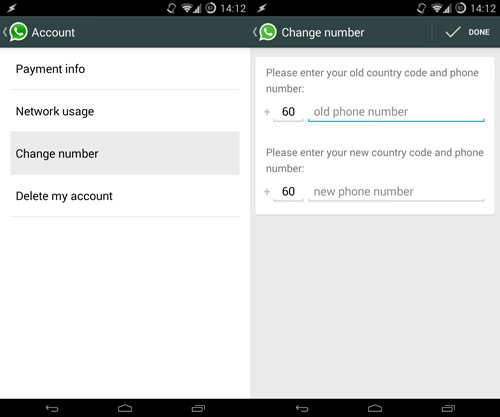 14:12
Account
Payment info
Network usage
Change number
Delete my account
14:12
Change number
DONE
Please enter your old country code and phone
number:
+ 60 old phone number
Please enter your new country code and phone
number:
+ 60 new phone number